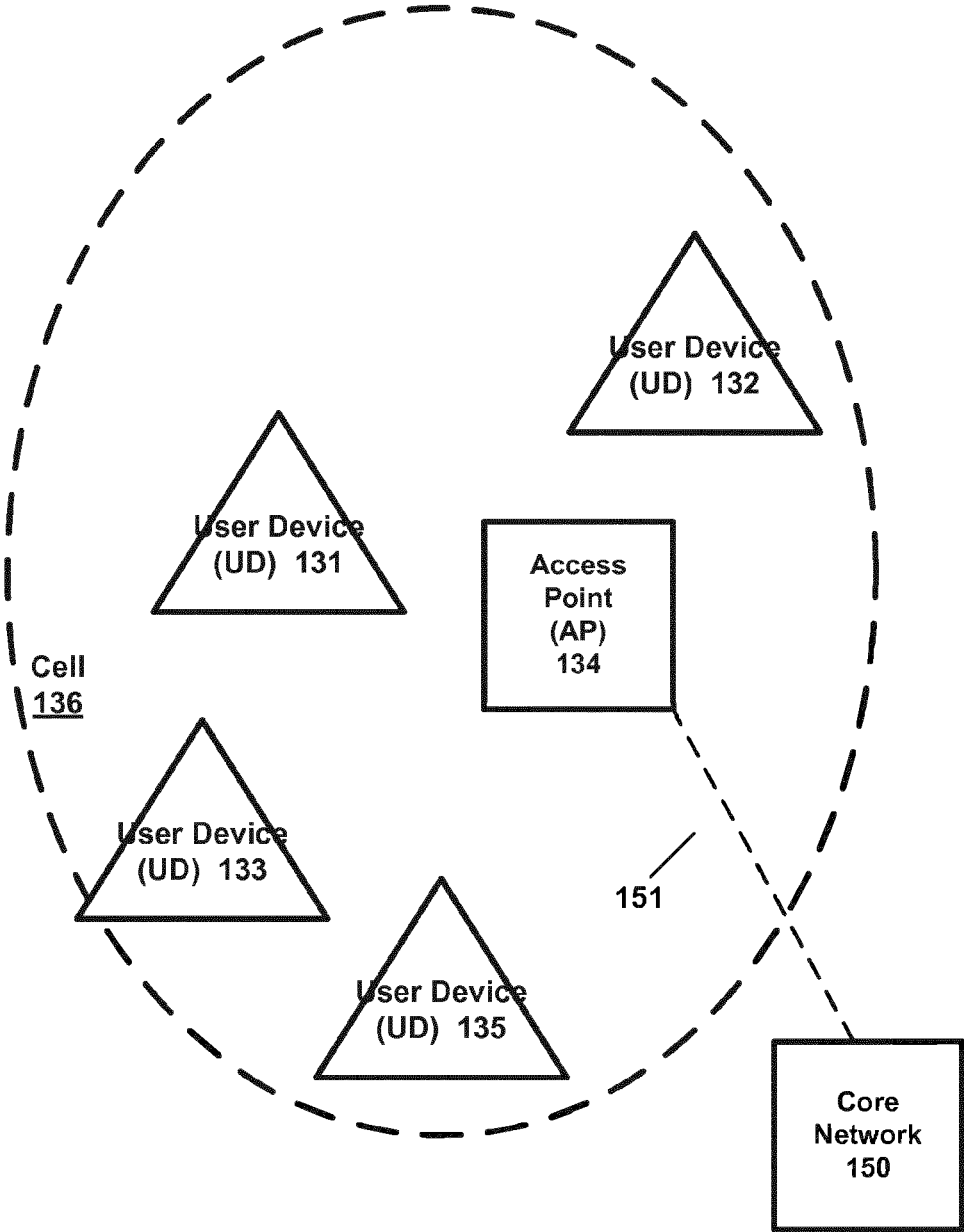 User Device
(UD) 132
User Device
(UD) 131
Access
Point
(AP)
134
Cell
136
User Device
(UD) 133
151
User Device
(UD) 135
Core
Network
150